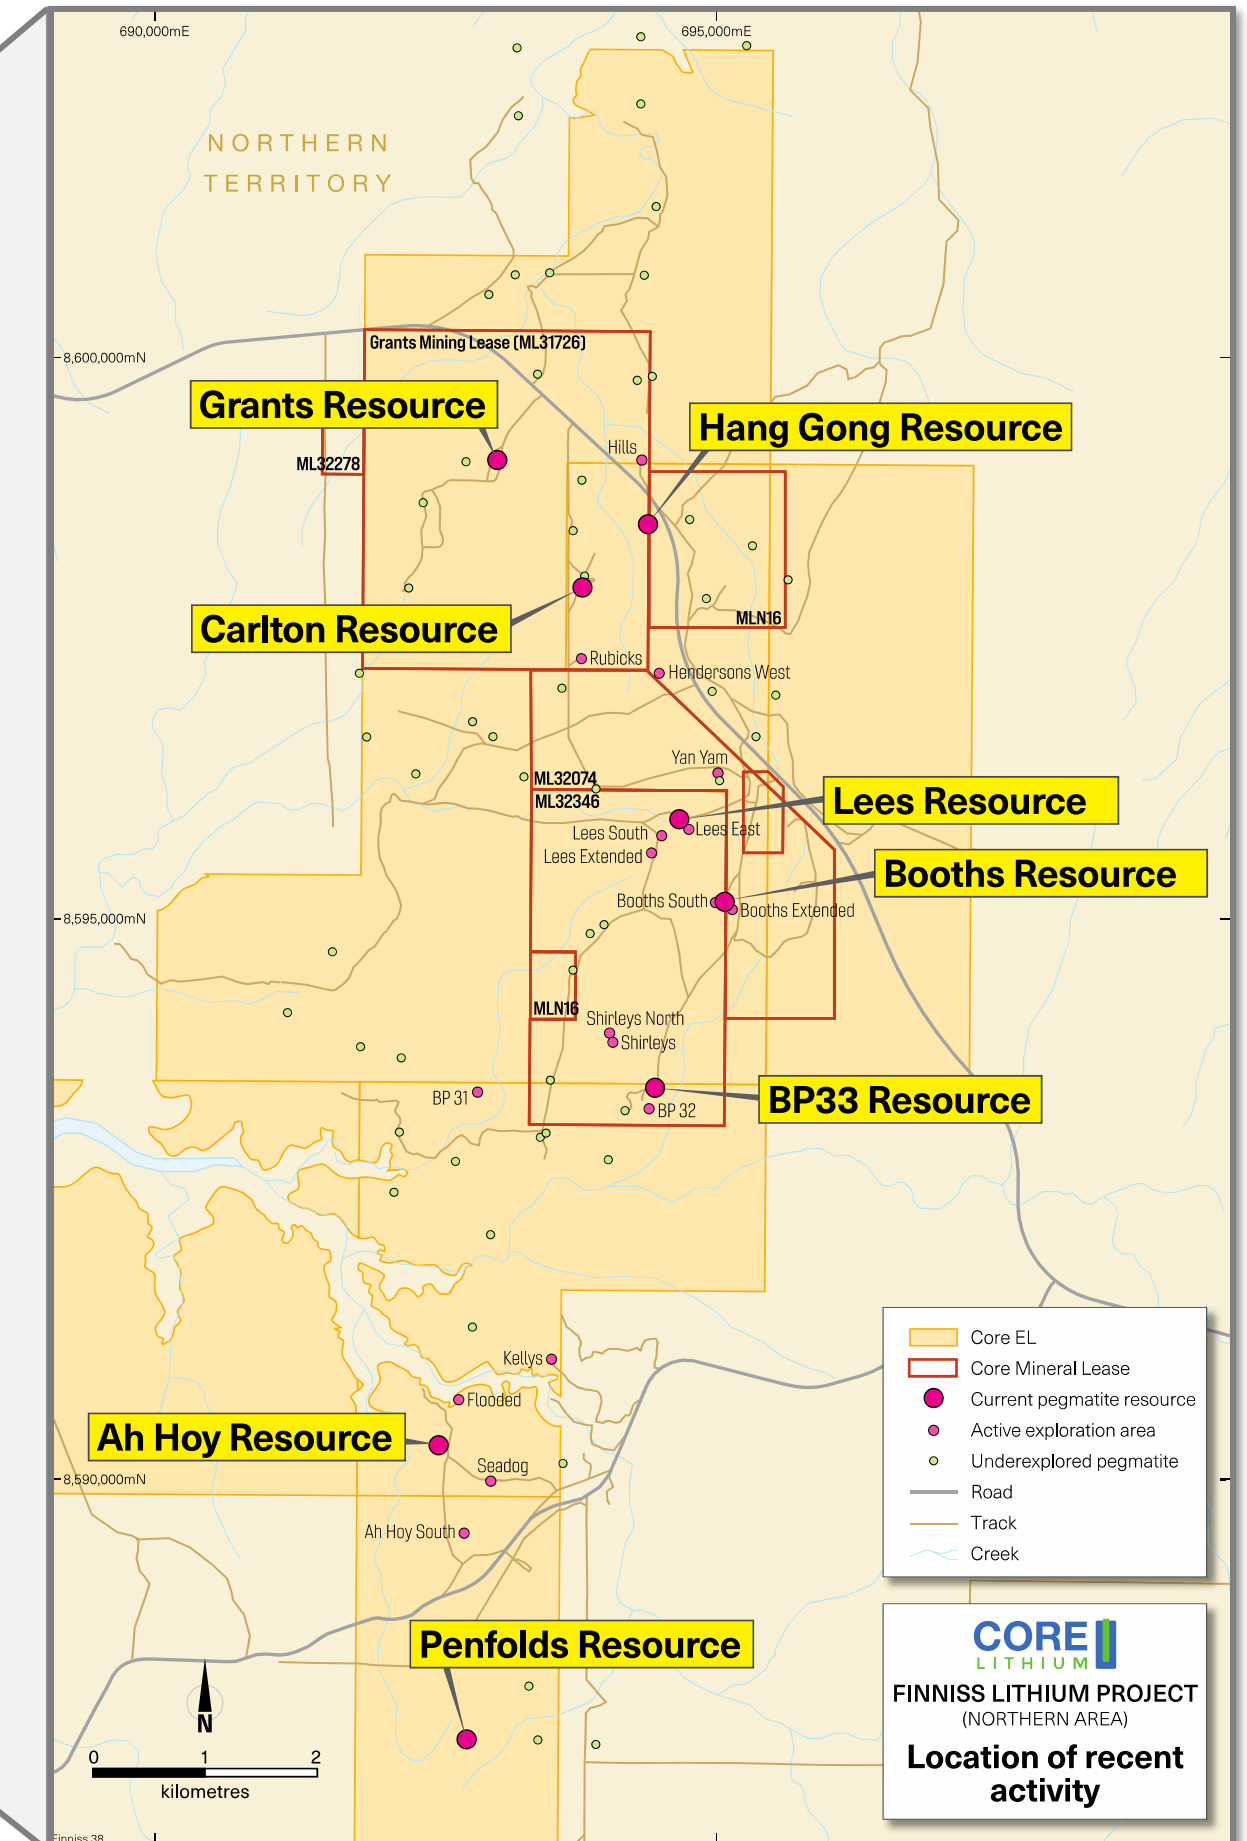 690,000mE
695,000mE
NORTHERN
TERRITORY
8,600,000mN
Grants Mining Lease (ML31726)
Grants Resource
Hang Gong Resource
Hills
ML32278
Carlton Resource
MLN16
Rubicks
Hendersons West
Yan Yam
ML32074
ML32346
Lees Resource
Lees South
Lees East
Lees Extended
Booths Resource
Booths South
Booths Extended
8,595,000mN
MLN16
Shirleys North
Shirleys
BP 31
BP33 Resource
BP 32
Kellys
Flooded
Ah Hoy Resource
Seadog
8,590,000mN
Ah Hoy South
Penfolds Resource
N
0 1 2
kilometres
Finniss 38
Core EL
Core Mineral Lease
Current pegmatite resource
Active exploration area
Underexplored pegmatite
Road
Track
Creek
CORE
LITHIUM
FINNISS LITHIUM PROJECT
(NORTHERN AREA)
Location of recent
activity